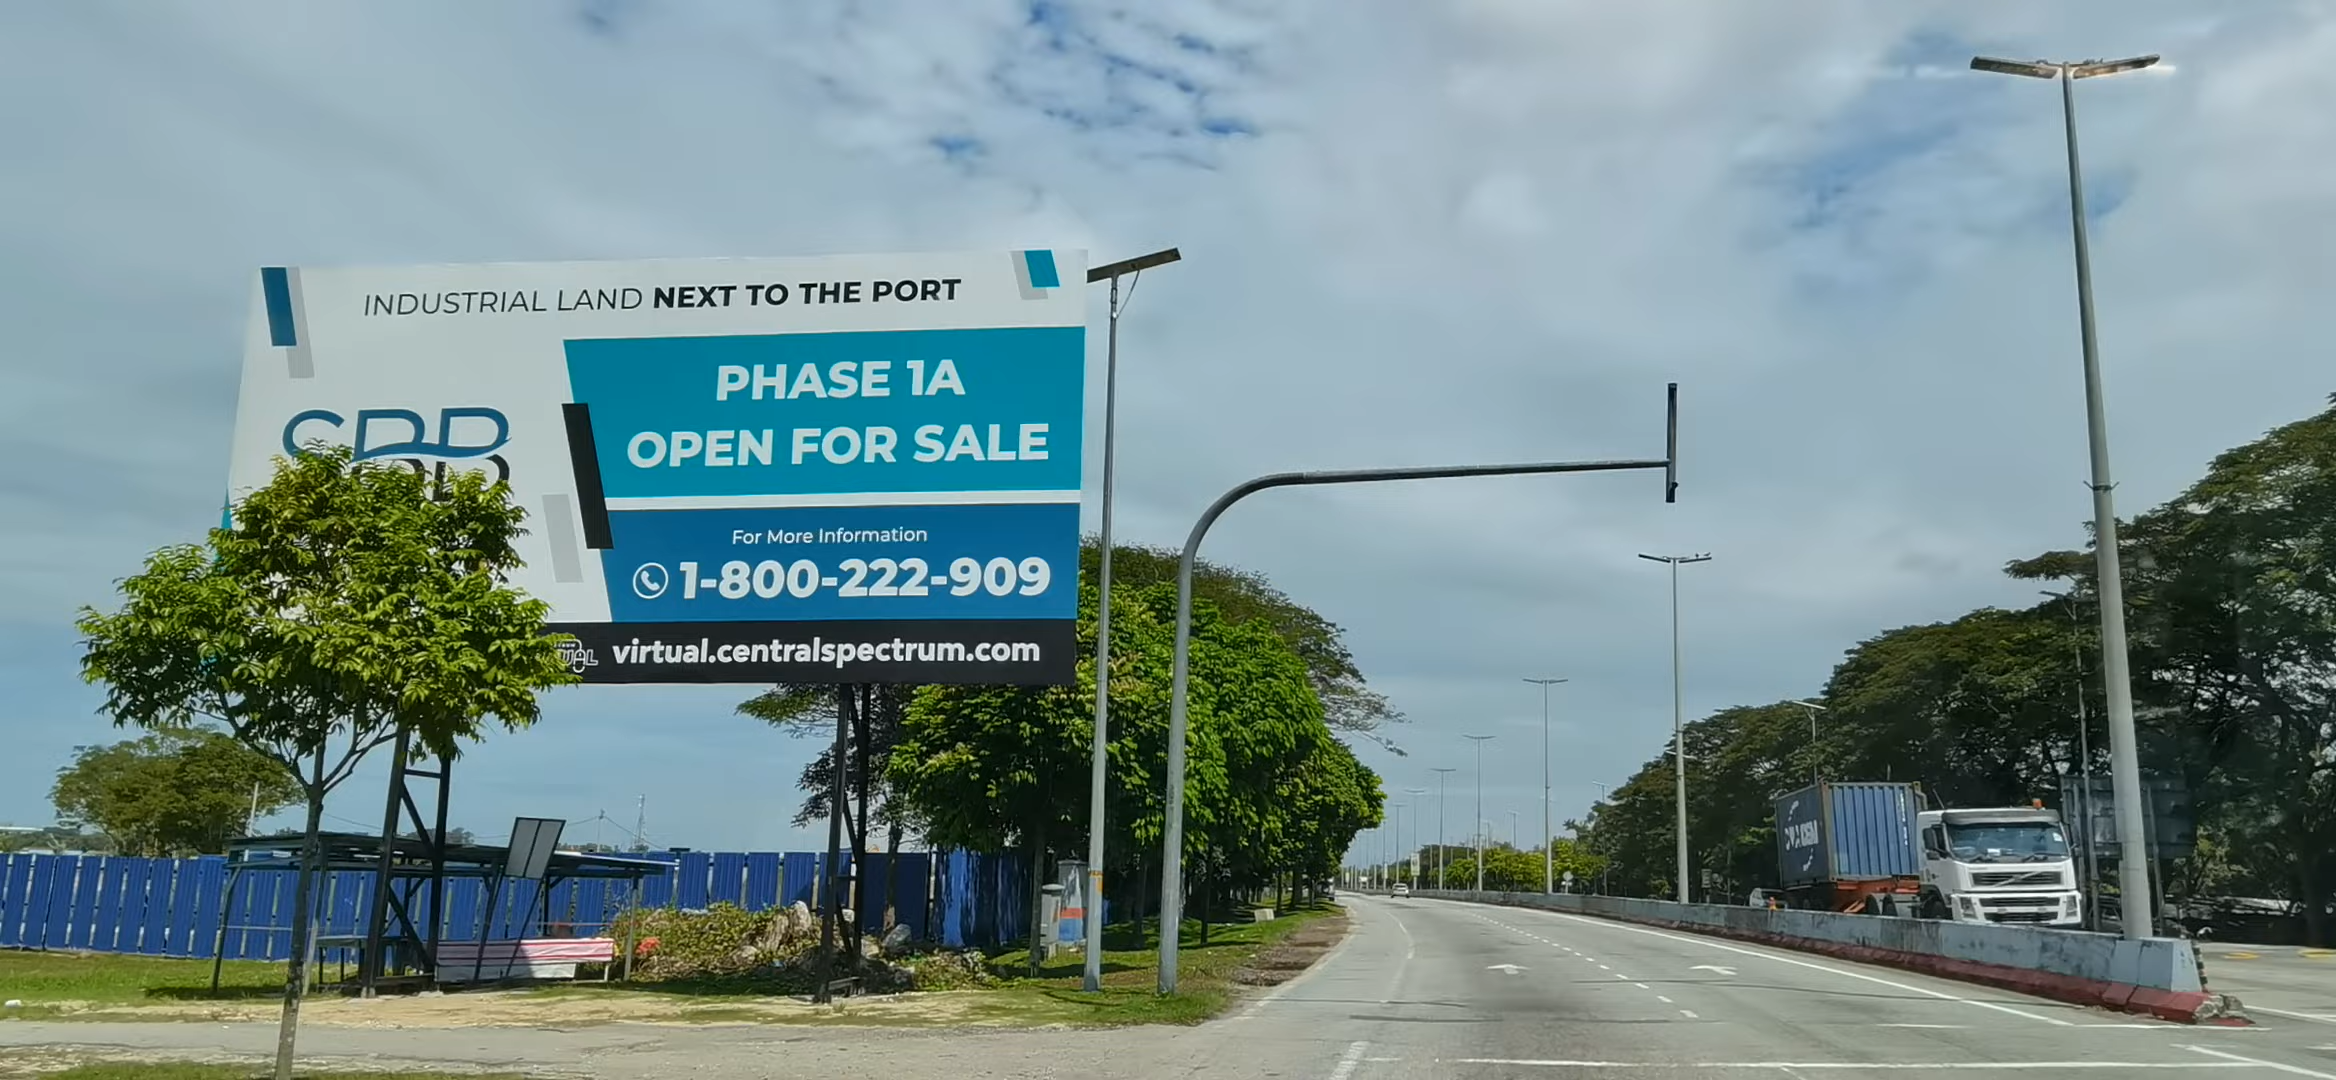 INDUSTRIAL LAND NEXT TO THE PORT
PHASE 1A
OPEN FOR SALE
For More Information
1-800-222-909
virtual.centralspectrum.com